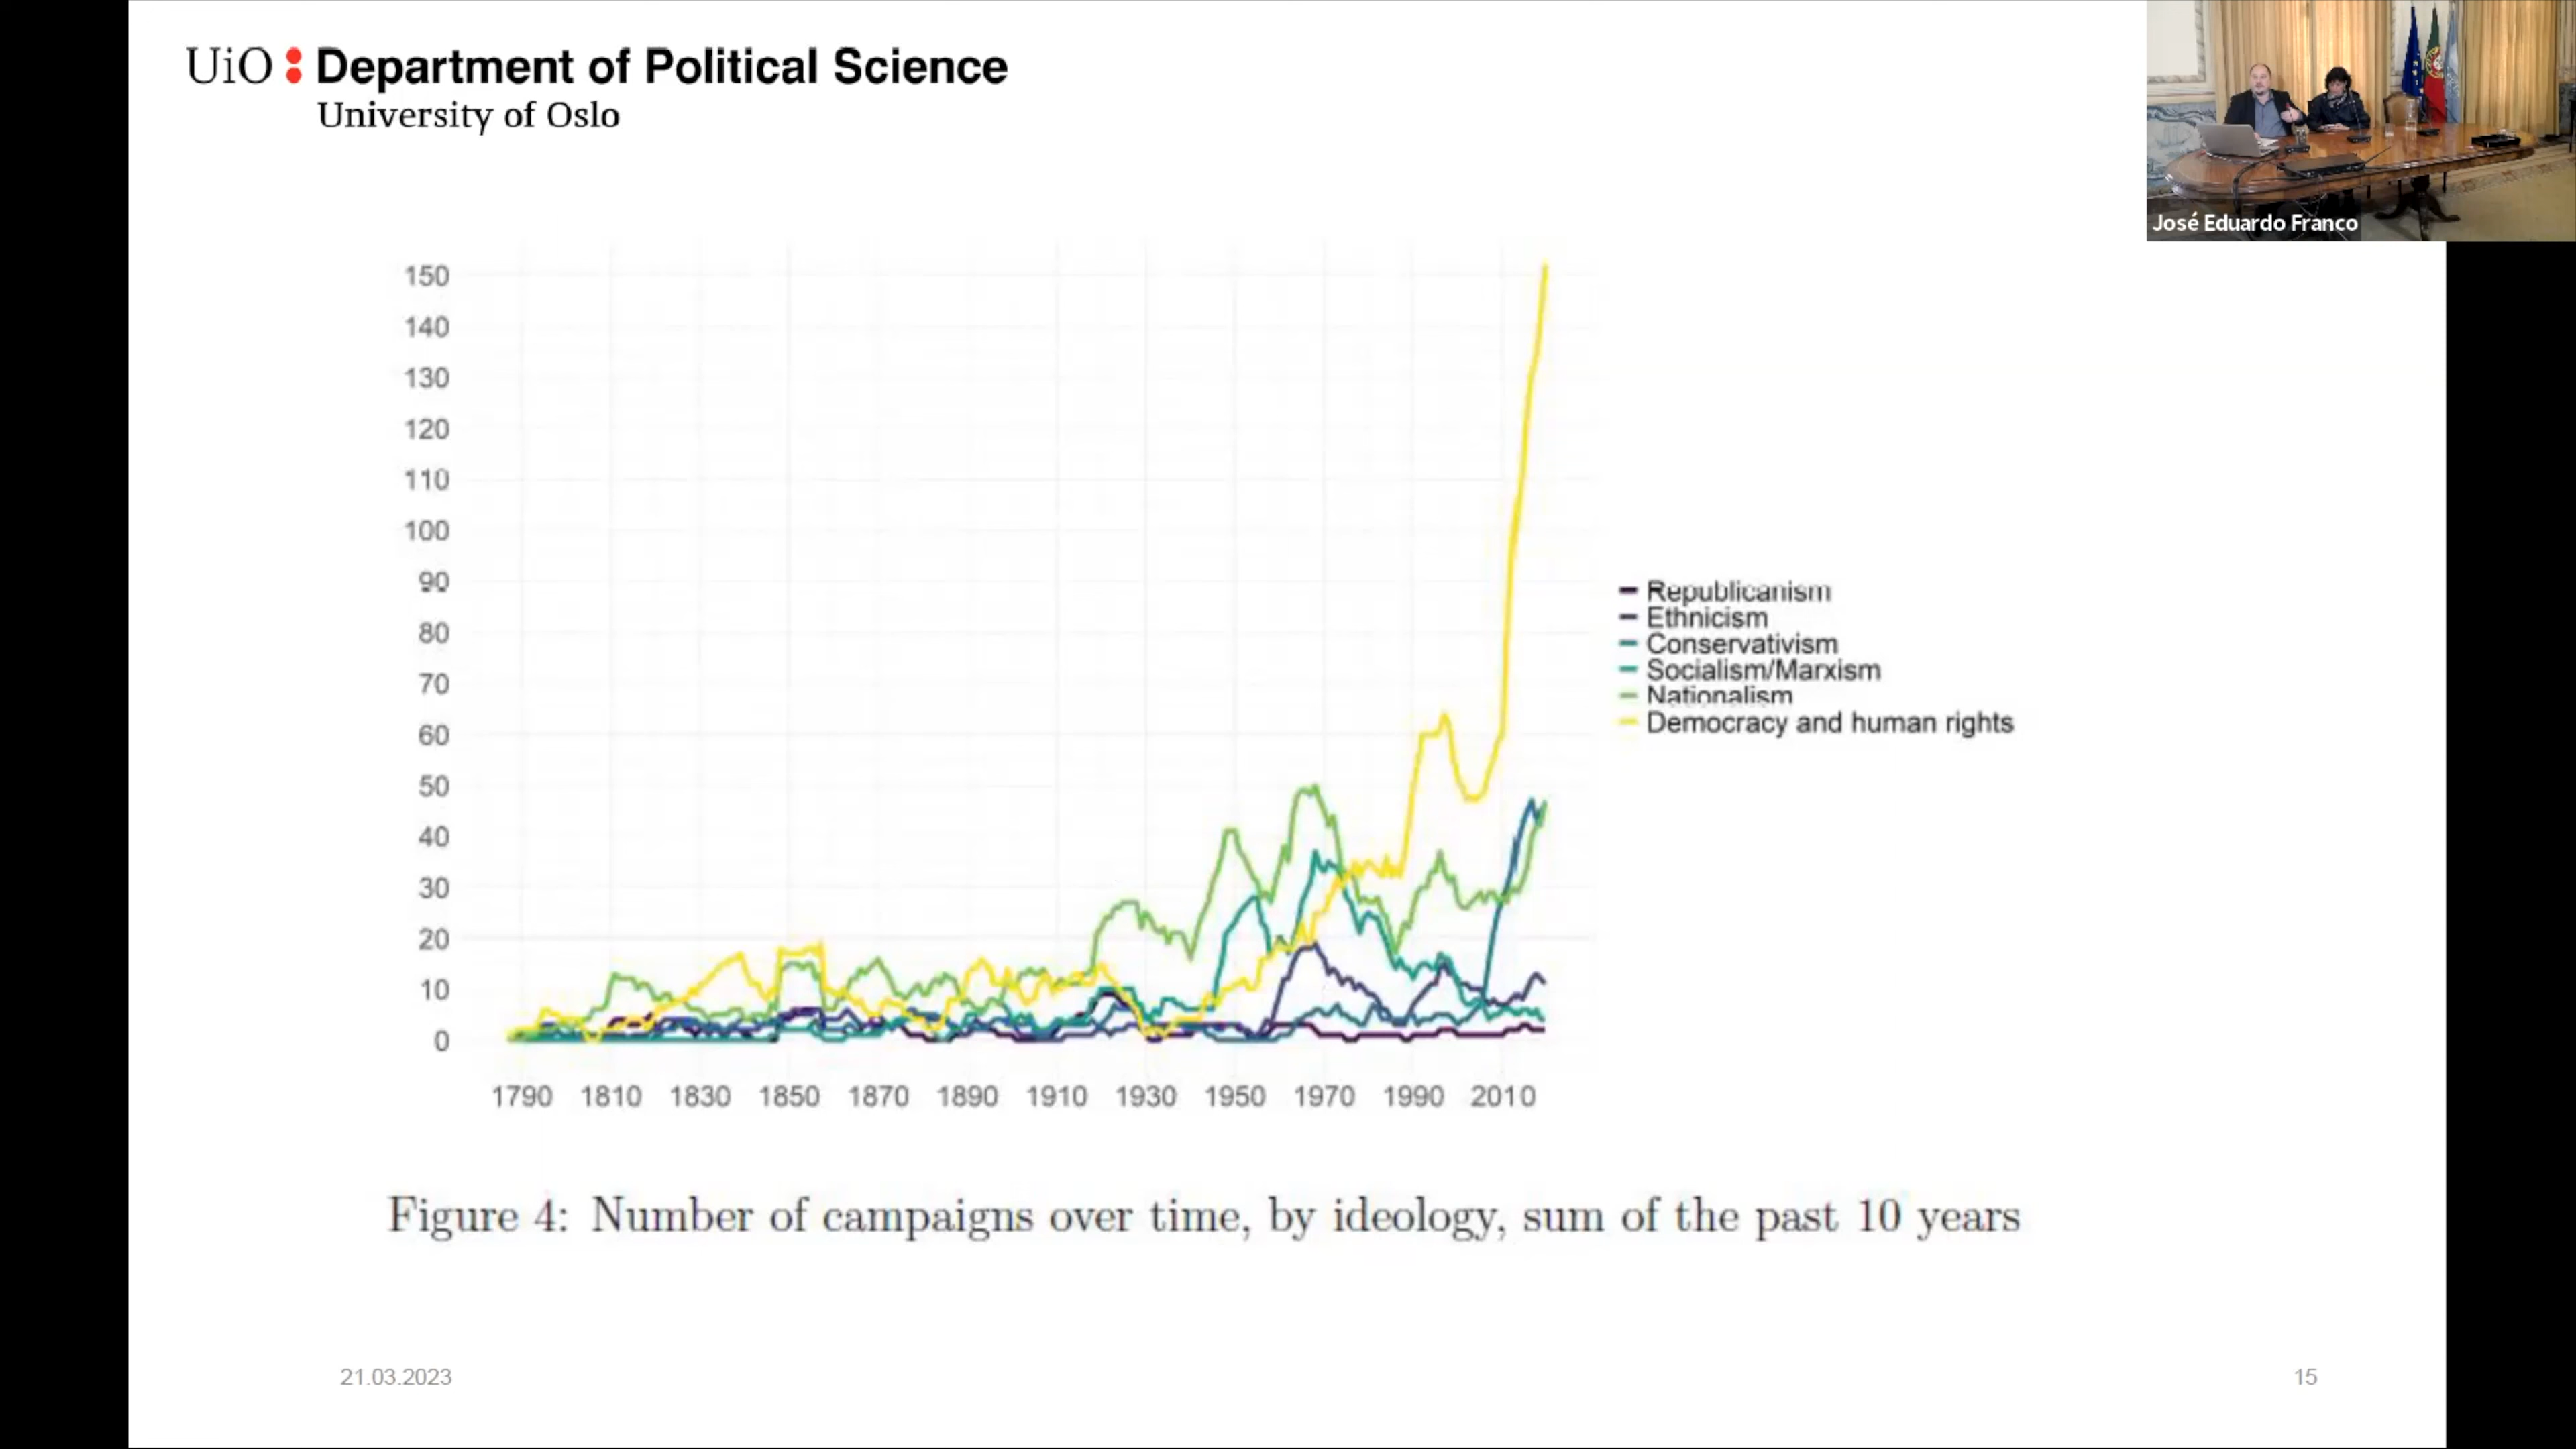 UiO : Department of Political Science
University of Oslo
José Eduardo Franco
150
140
130
120
110
100
90
80
70
60
50
40
30
20
10
0
1790 1810 1830 1850 1870 1890 1910 1930 1950 1970 1990 2010
Republicanism
Ethnicism
Conservativism
Socialism/Marxism
Nationalism
Democracy and human rights
Figure 4: Number of campaigns over time, by ideology, sum of the past 10 years
21.03.2023
15